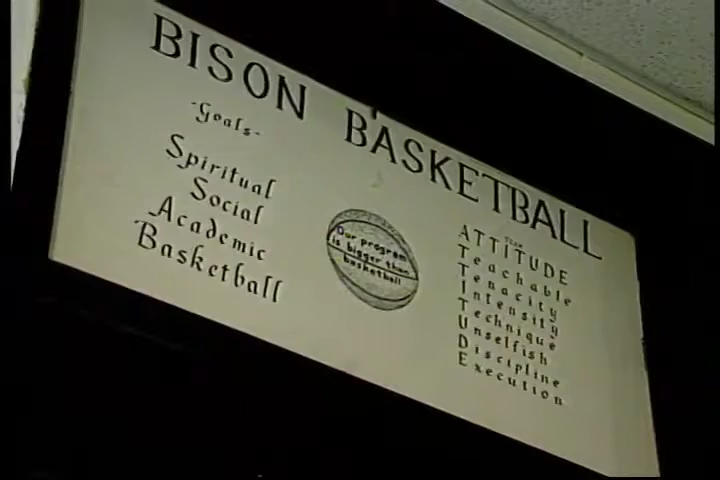 BISON BASKETBALL
-Goals-
Spiritual
Social
Academic
Basketball
Our program
is bigger than
basketball
ATTITUDE
Teachable
Tenacity
Intensity
Technique
Unselfish
Discipline
Execution